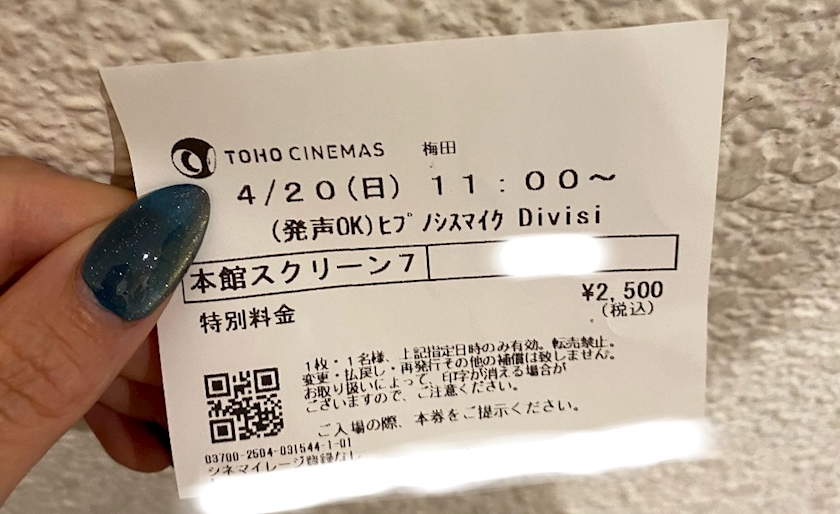 TOHO CINEMAS 梅田
4/20(日) 11:00〜
(発声OK)ﾋﾌﾟﾉｼｽﾏｲｸ Divisi
本館スクリーン7
¥2,500
特別料金 (税込)
1枚・1名様、上記指定日時のみ有効。転売禁止。
変更・払戻し・再発行その他の補償は致しません。
お取り扱いによって、印字が消える場合が
ございますので、ご注意ください。
ご入場の際、本券をご提示ください。
03700-2504-031544-1-01
シネマイレージ登録なし